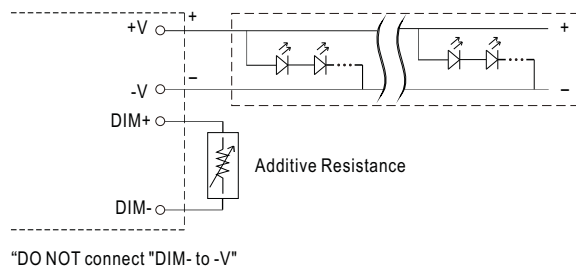 +V
+
-V
−
+
−
DIM+
DIM-
Additive Resistance
“DO NOT connect "DIM- to -V"